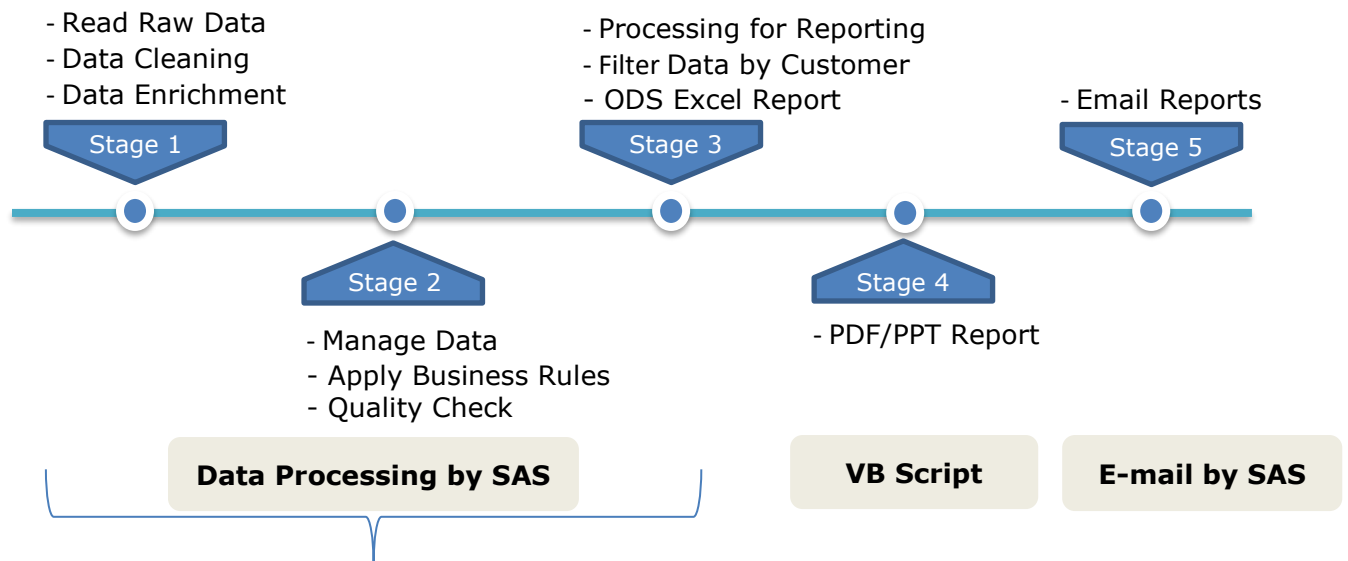 - Read Raw Data
- Data Cleaning
- Data Enrichment
Stage 1
- Processing for Reporting
- Filter Data by Customer
- ODS Excel Report
Stage 3
- Email Reports
Stage 5
Stage 2
- Manage Data
- Apply Business Rules
- Quality Check
Stage 4
- PDF/PPT Report
Data Processing by SAS
VB Script
E-mail by SAS